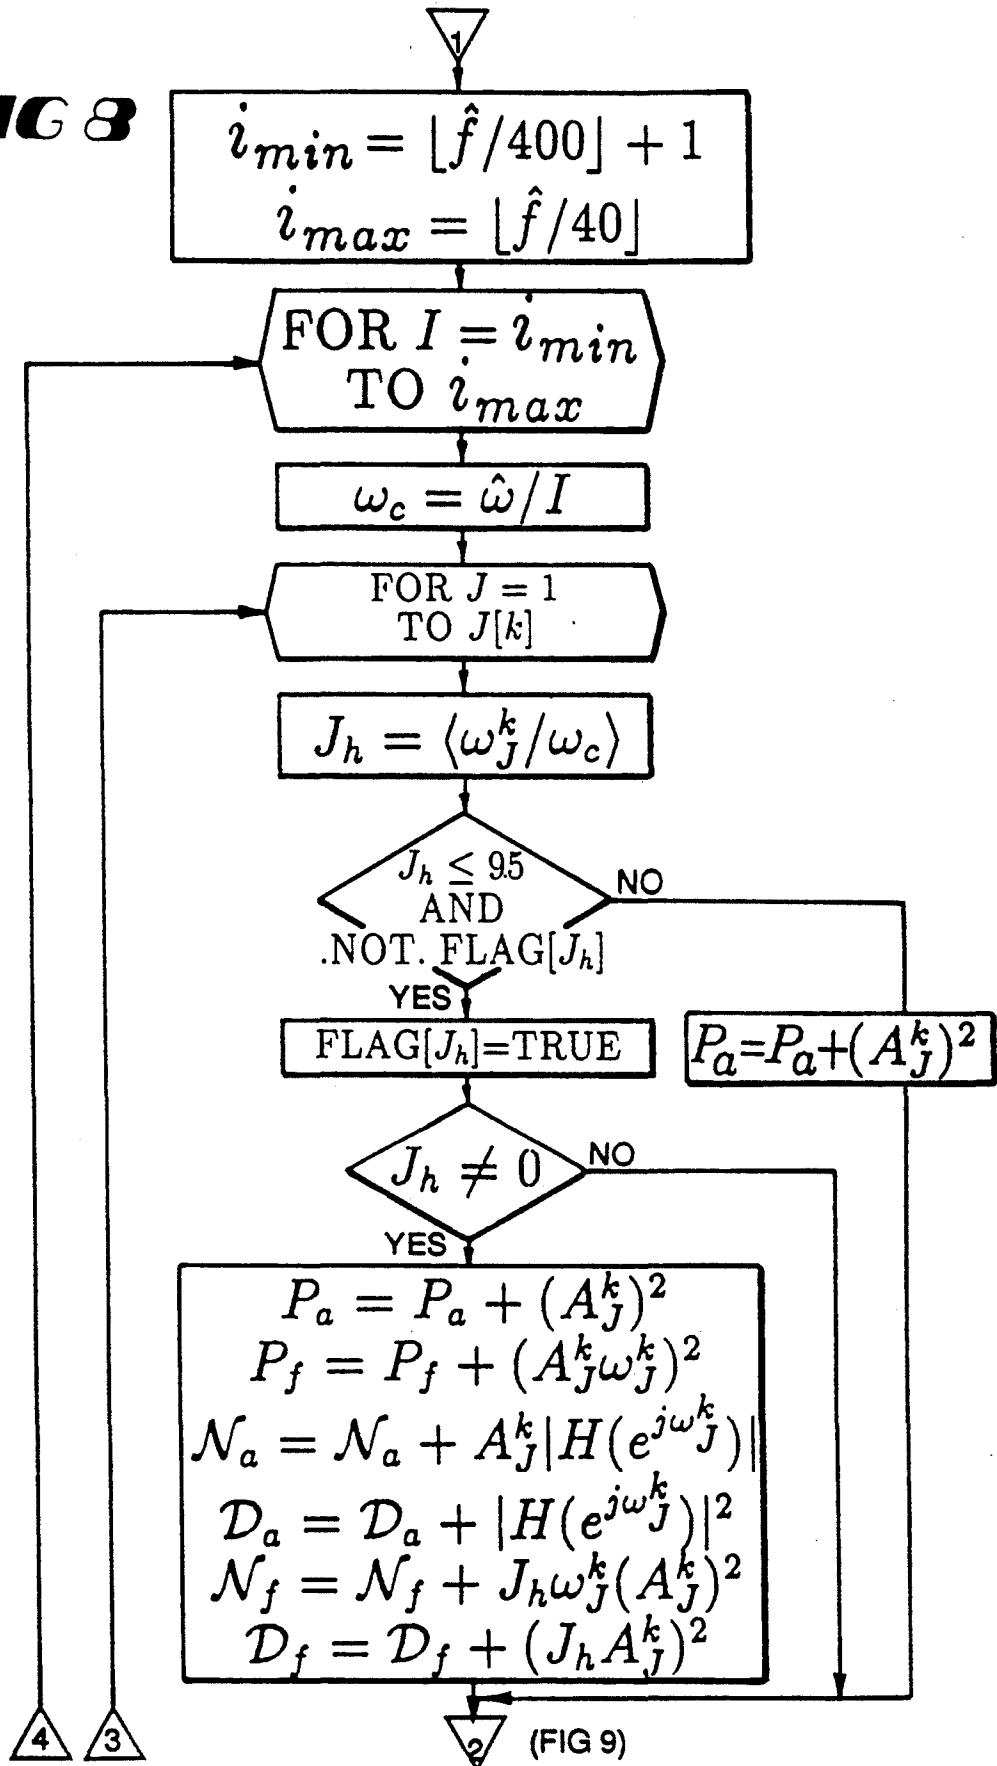 1
IG 8
i_min = ⌊f̂/400⌋ + 1
i_max = ⌊f̂/40⌋
FOR I = i_min
TO i_max
ω_c = ω̂/I
FOR J = 1
TO J[k]
J_h = ⟨ω_J^k/ω_c⟩
J_h ≤ 9.5
AND
.NOT. FLAG[J_h]
NO
YES
FLAG[J_h]=TRUE
P_a=P_a+(A_J^k)^2
J_h ≠ 0
NO
YES
P_a = P_a + (A_J^k)^2
P_f = P_f + (A_J^k ω_J^k)^2
𝒩_a = 𝒩_a + A_J^k|H(e^{jω_J^k})|
𝒟_a = 𝒟_a + |H(e^{jω_J^k})|^2
𝒩_f = 𝒩_f + J_h ω_J^k(A_J^k)^2
𝒟_f = 𝒟_f + (J_h A_J^k)^2
4
3
2
(FIG 9)